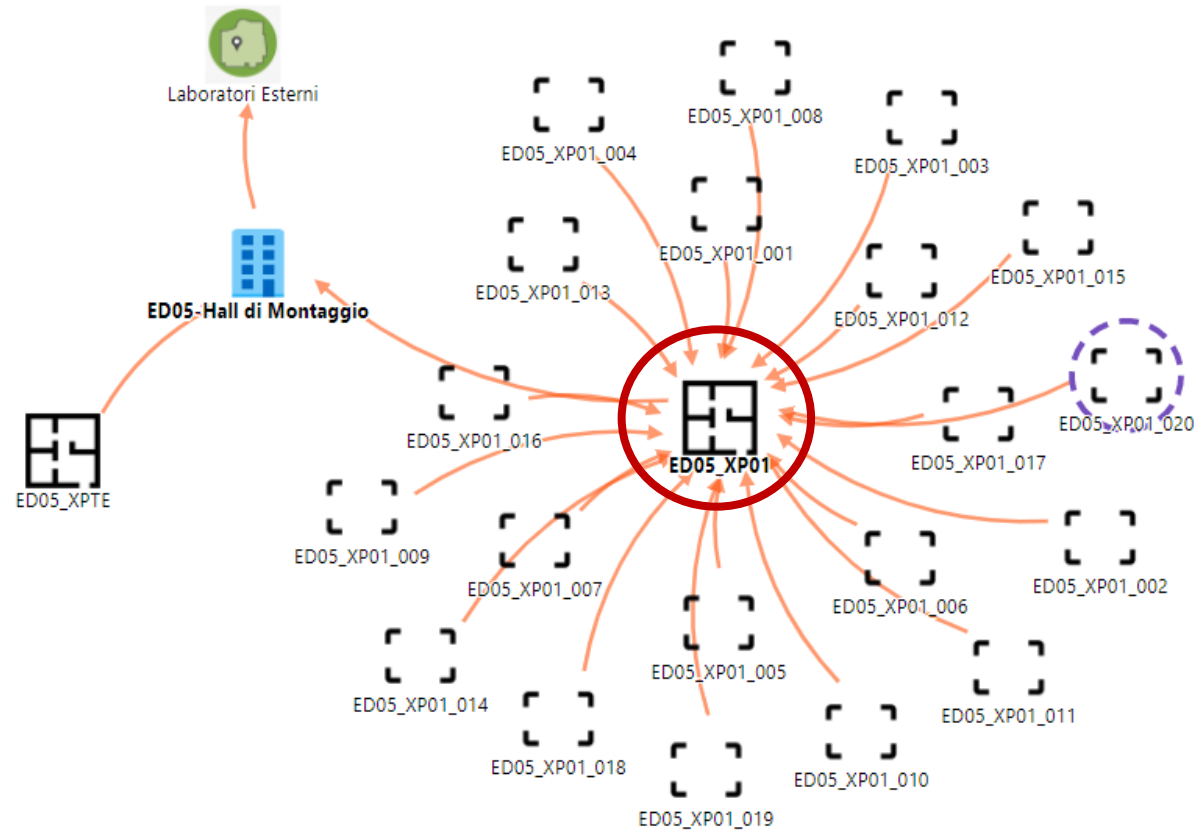 Laboratori Esterni
ED05_XP01_008
ED05_XP01_004
ED05_XP01_003
ED05_XP01_001
ED05_XP01_015
ED05_XP01_013
ED05-Hall di Montaggio
ED05_XP01_012
ED05_XP01_020
ED05_XP01_016
ED05_XP01_017
ED05_XP01
ED05_XPTE
ED05_XP01_009
ED05_XP01_007
ED05_XP01_002
ED05_XP01_006
ED05_XP01_005
ED05_XP01_014
ED05_XP01_011
ED05_XP01_018
ED05_XP01_010
ED05_XP01_019